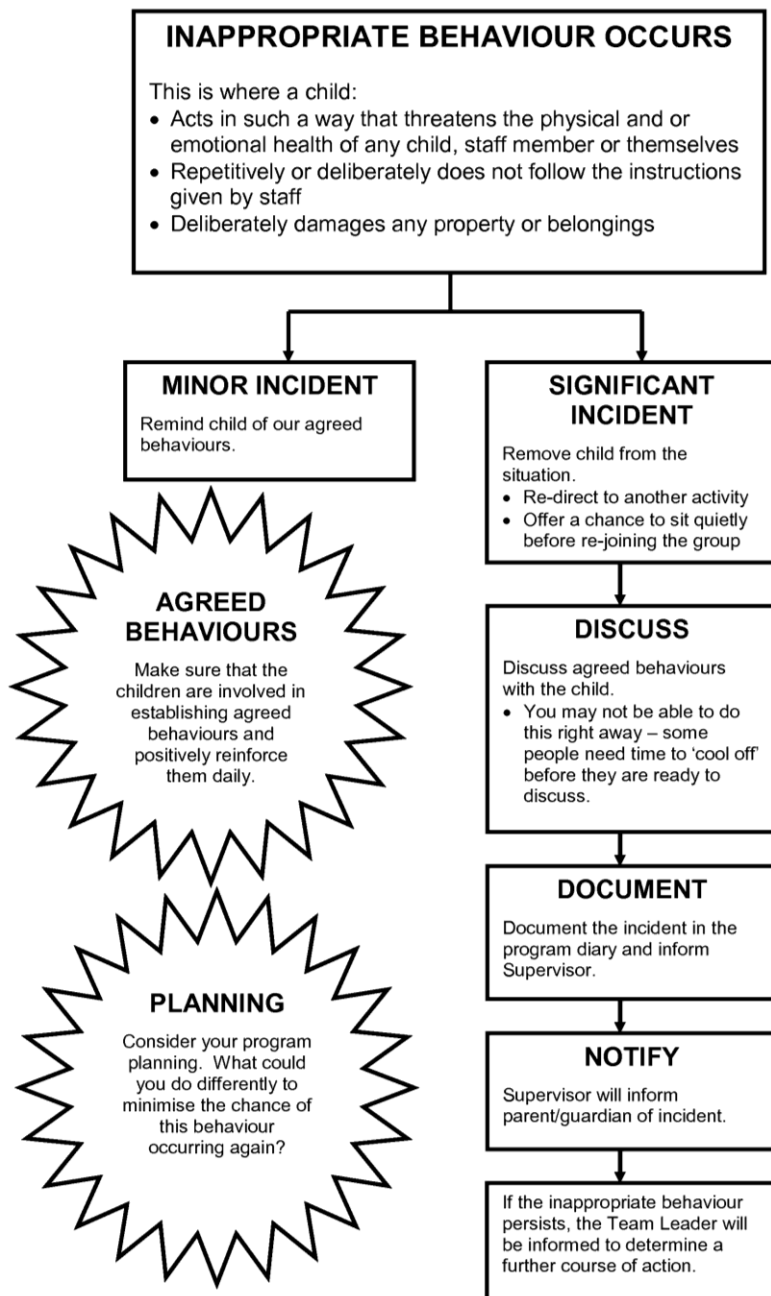 INAPPROPRIATE BEHAVIOUR OCCURS
This is where a child:
• Acts in such a way that threatens the physical and or
emotional health of any child, staff member or themselves
• Repetitively or deliberately does not follow the instructions
given by staff
• Deliberately damages any property or belongings
MINOR INCIDENT
Remind child of our agreed
behaviours.
AGREED
BEHAVIOURS
Make sure that the
children are involved in
establishing agreed
behaviours and
positively reinforce
them daily.
PLANNING
Consider your program
planning. What could
you do differently to
minimise the chance of
this behaviour
occurring again?
SIGNIFICANT
INCIDENT
Remove child from the
situation.
• Re-direct to another activity
• Offer a chance to sit quietly
before re-joining the group
DISCUSS
Discuss agreed behaviours
with the child.
• You may not be able to do
this right away – some
people need time to ‘cool off’
before they are ready to
discuss.
DOCUMENT
Document the incident in the
program diary and inform
Supervisor.
NOTIFY
Supervisor will inform
parent/guardian of incident.
If the inappropriate behaviour
persists, the Team Leader will
be informed to determine a
further course of action.